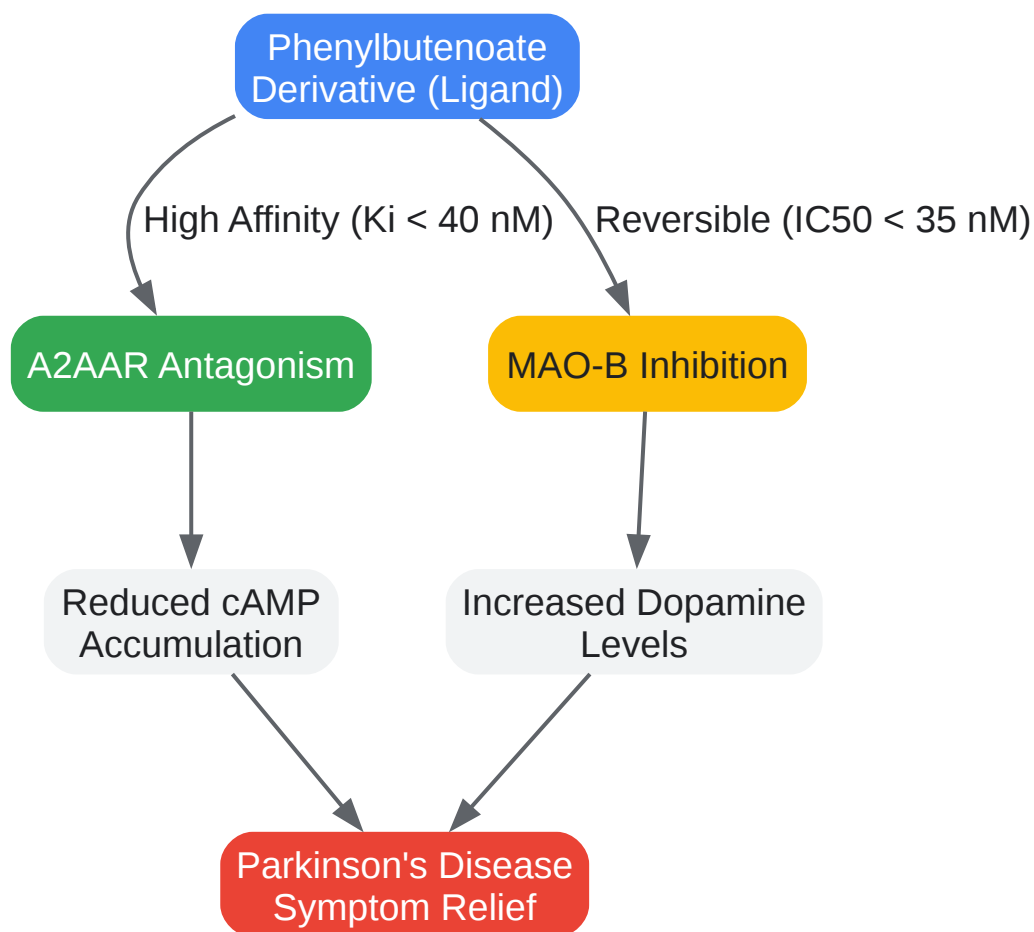 Phenylbutenoate
Derivative (Ligand)
High Affinity (Ki < 40 nM)
Reversible (IC50 < 35 nM)
A2AAR Antagonism
MAO-B Inhibition
Reduced cAMP
Accumulation
Increased Dopamine
Levels
Parkinson's Disease
Symptom Relief